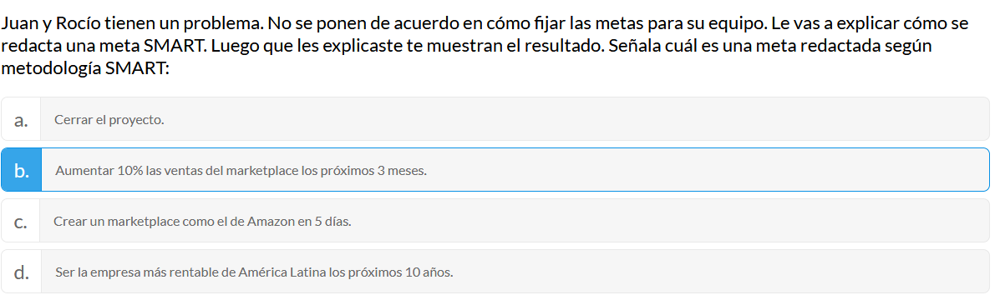 Juan y Rocío tienen un problema. No se ponen de acuerdo en cómo fijar las metas para su equipo. Le vas a explicar cómo se
redacta una meta SMART. Luego que les explicaste te muestran el resultado. Señala cuál es una meta redactada según
metodología SMART:
a. Cerrar el proyecto.
b. Aumentar 10% las ventas del marketplace los próximos 3 meses.
c. Crear un marketplace como el de Amazon en 5 días.
d. Ser la empresa más rentable de América Latina los próximos 10 años.